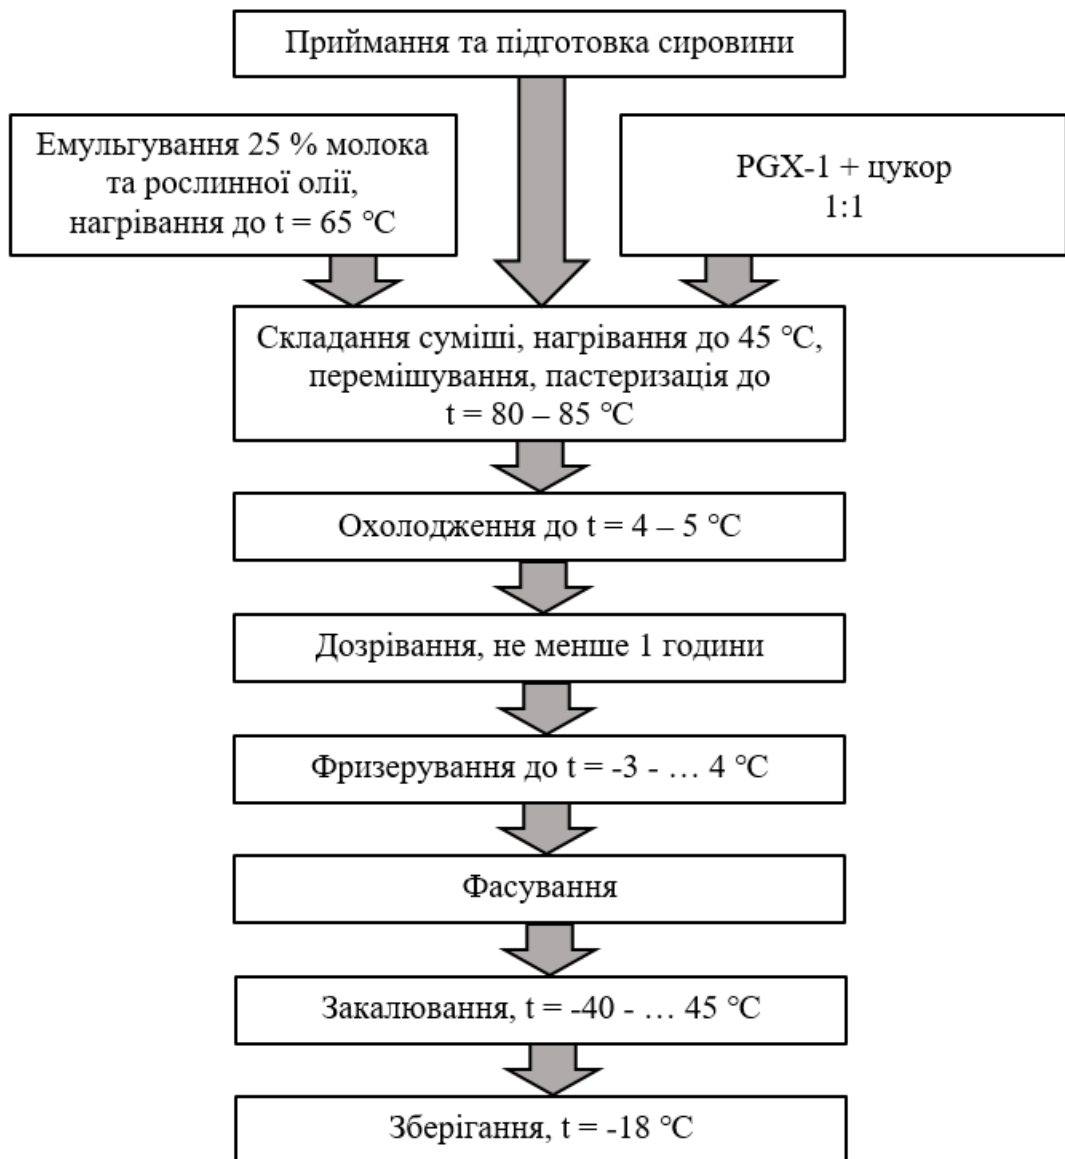 Приймання та підготовка сировини
Емульгування 25 % молока
та рослинної олії,
нагрівання до t = 65 °C
PGX-1 + цукор
1:1
Складання суміші, нагрівання до 45 °C,
перемішування, пастеризація до
t = 80 – 85 °C
Охолодження до t = 4 – 5 °C
Дозрівання, не менше 1 години
Фризерування до t = -3 - … 4 °C
Фасування
Закалювання, t = -40 - … 45 °C
Зберігання, t = -18 °C